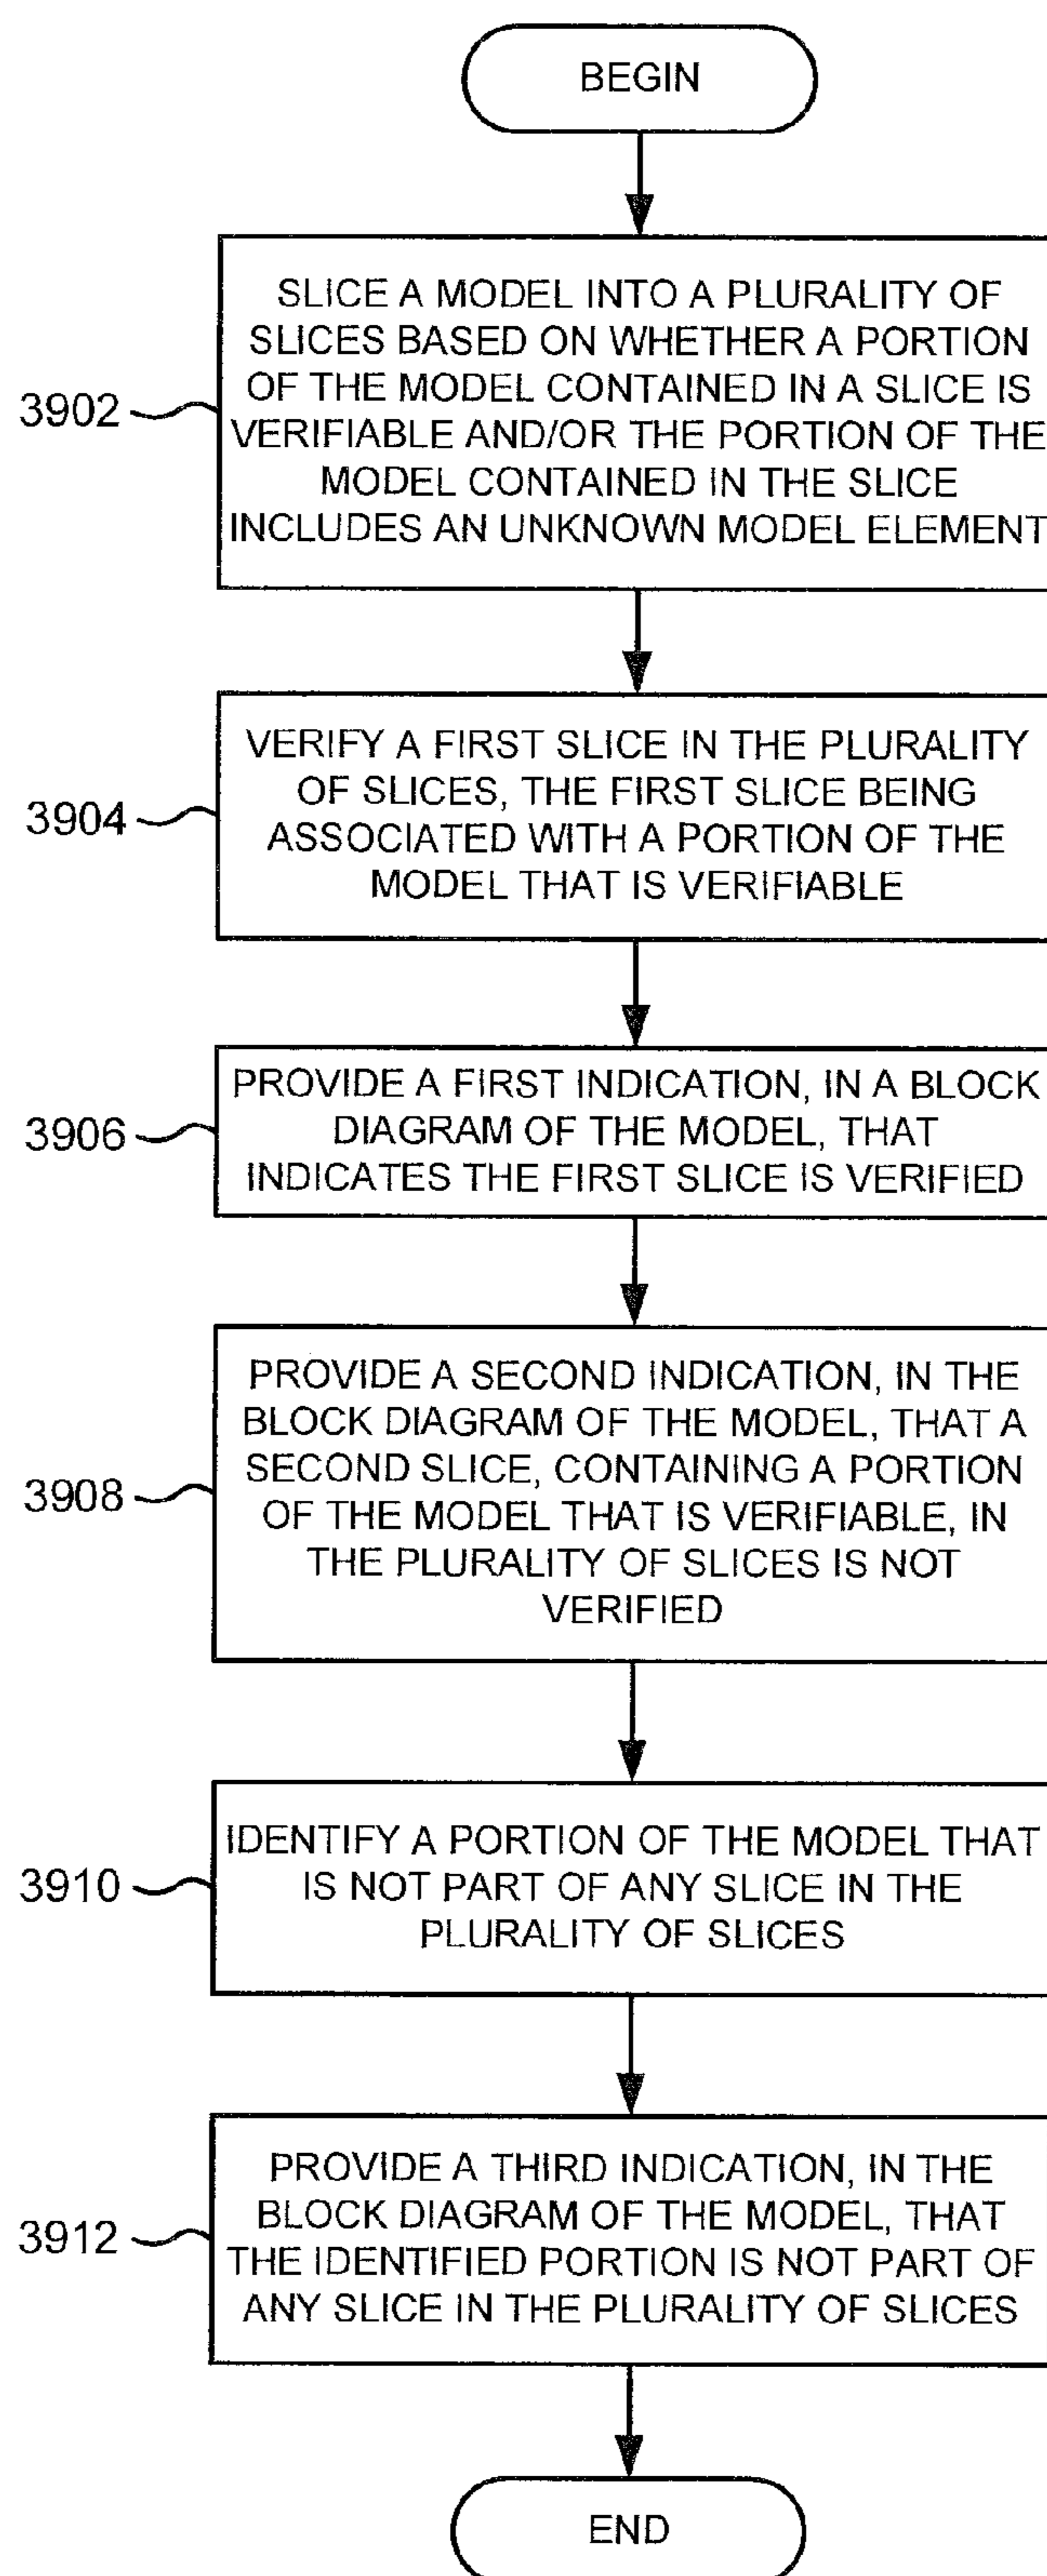 BEGIN
3902
SLICE A MODEL INTO A PLURALITY OF
SLICES BASED ON WHETHER A PORTION
OF THE MODEL CONTAINED IN A SLICE IS
VERIFIABLE AND/OR THE PORTION OF THE
MODEL CONTAINED IN THE SLICE
INCLUDES AN UNKNOWN MODEL ELEMENT
3904
VERIFY A FIRST SLICE IN THE PLURALITY
OF SLICES, THE FIRST SLICE BEING
ASSOCIATED WITH A PORTION OF THE
MODEL THAT IS VERIFIABLE
3906
PROVIDE A FIRST INDICATION, IN A BLOCK
DIAGRAM OF THE MODEL, THAT
INDICATES THE FIRST SLICE IS VERIFIED
3908
PROVIDE A SECOND INDICATION, IN THE
BLOCK DIAGRAM OF THE MODEL, THAT A
SECOND SLICE, CONTAINING A PORTION
OF THE MODEL THAT IS VERIFIABLE, IN
THE PLURALITY OF SLICES IS NOT
VERIFIED
3910
IDENTIFY A PORTION OF THE MODEL THAT
IS NOT PART OF ANY SLICE IN THE
PLURALITY OF SLICES
3912
PROVIDE A THIRD INDICATION, IN THE
BLOCK DIAGRAM OF THE MODEL, THAT
THE IDENTIFIED PORTION IS NOT PART OF
ANY SLICE IN THE PLURALITY OF SLICES
END